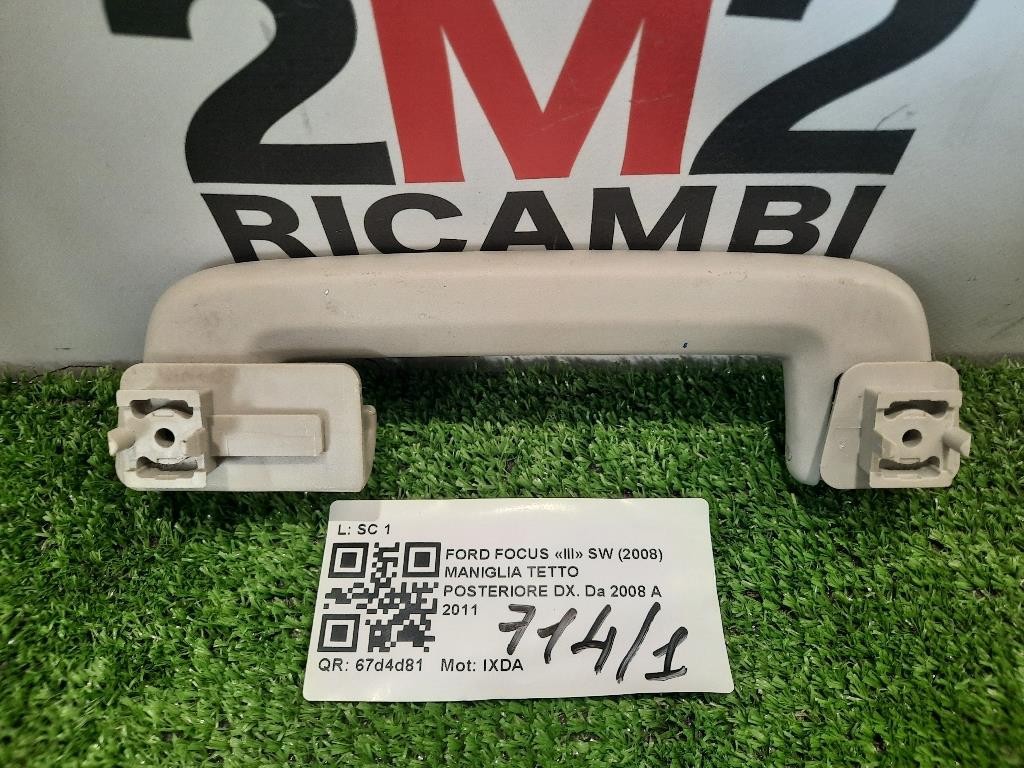 2M2
RICAMBI
L: SC 1
FORD FOCUS «III» SW (2008)
MANIGLIA TETTO
POSTERIORE DX. Da 2008 A
2011
714/1
QR: 67d4d81 Mot: IXDA